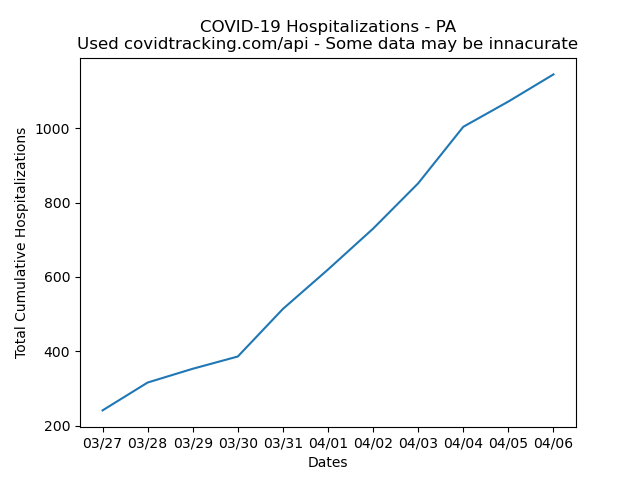 COVID-19 Hospitalizations - PA
Used covidtracking.com/api - Some data may be innacurate
Total Cumulative Hospitalizations
1000
800
600
400
200
03/27 03/28 03/29 03/30 03/31 04/01 04/02 04/03 04/04 04/05 04/06
Dates